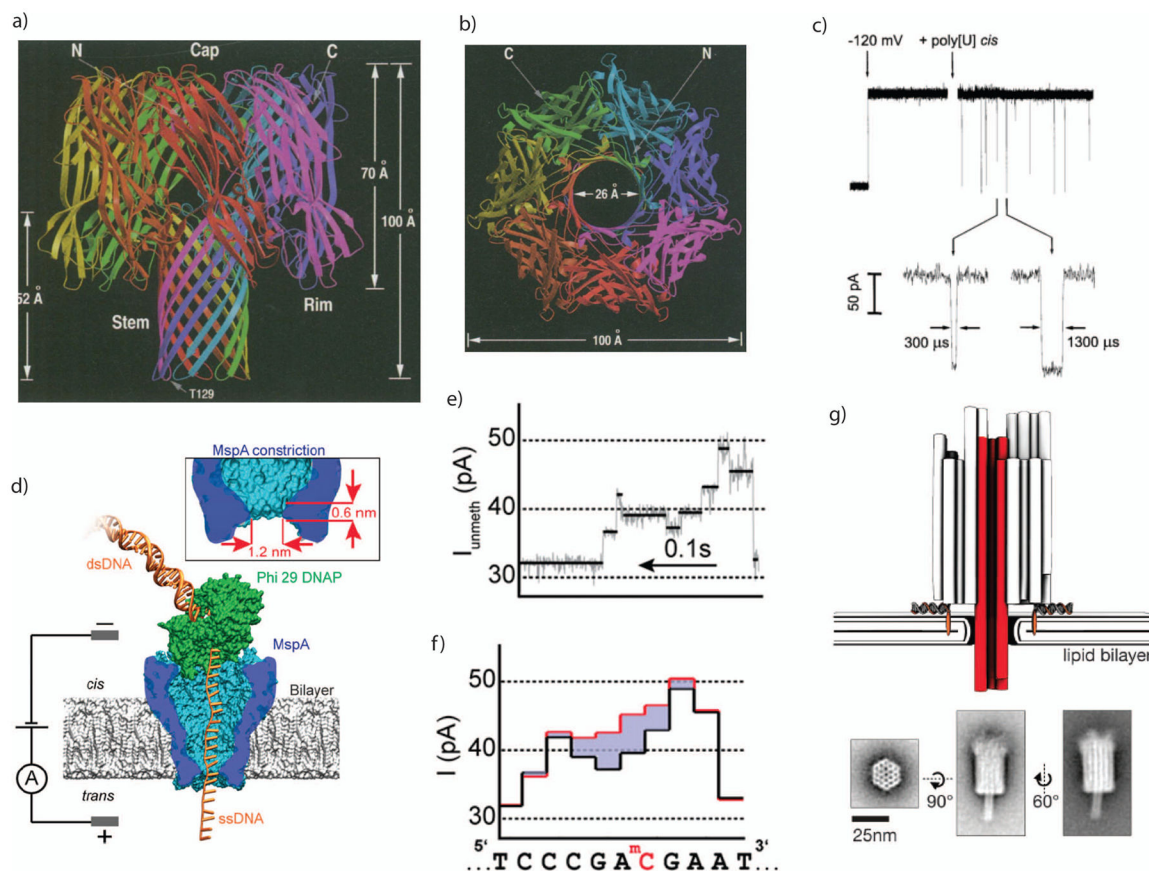 a)
N
Cap
C
70 Å
100 Å
52 Å
Stem
Rim
T129
b)
C
N
26 Å
100 Å
c)
-120 mV
+ poly[U] cis
50 pA
300 µs
1300 µs
d)
MspA constriction
0.6 nm
1.2 nm
dsDNA
Phi 29 DNAP
MspA
−
cis
Bilayer
A
trans
+
ssDNA
e)
50
40
30
I unmeth (pA)
0.1s
f)
50
40
30
I (pA)
5‘ 3‘
...TCCCGAmCGAAT...
g)
lipid bilayer
90°
60°
25nm